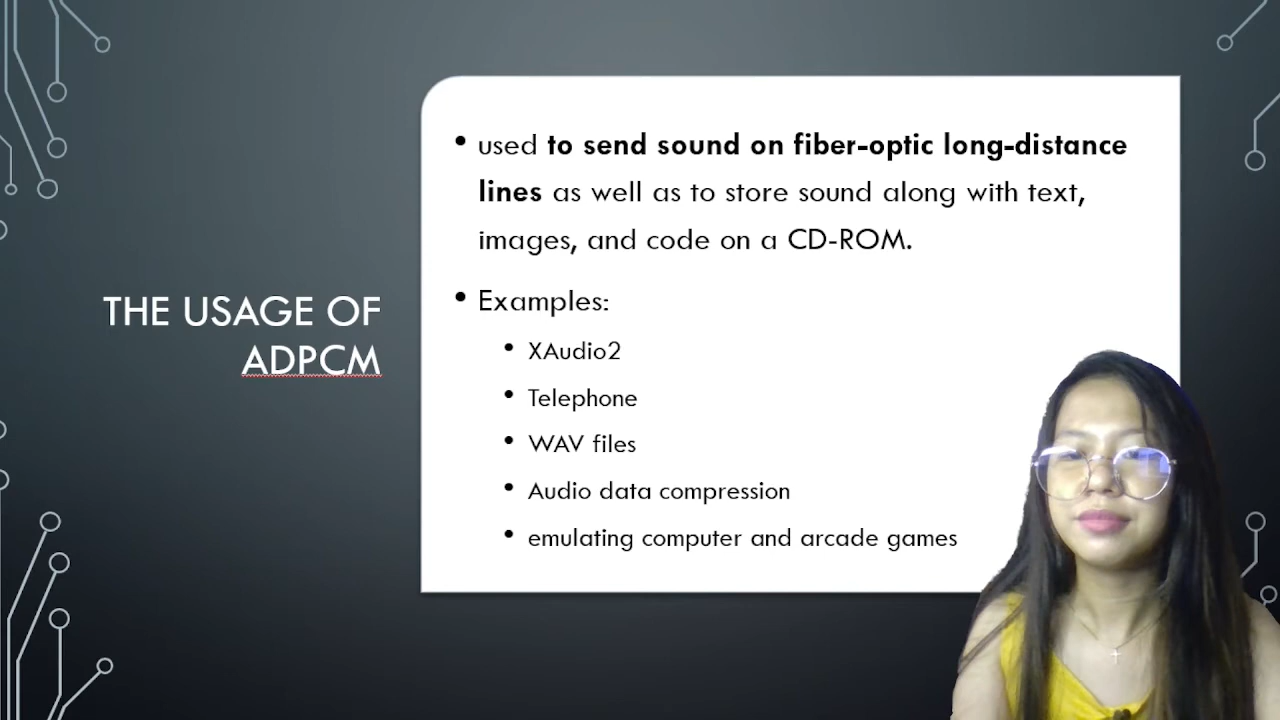 THE USAGE OF
ADPCM
• used to send sound on fiber-optic long-distance
lines as well as to store sound along with text,
images, and code on a CD-ROM.
• Examples:
• XAudio2
• Telephone
• WAV files
• Audio data compression
• emulating computer and arcade games